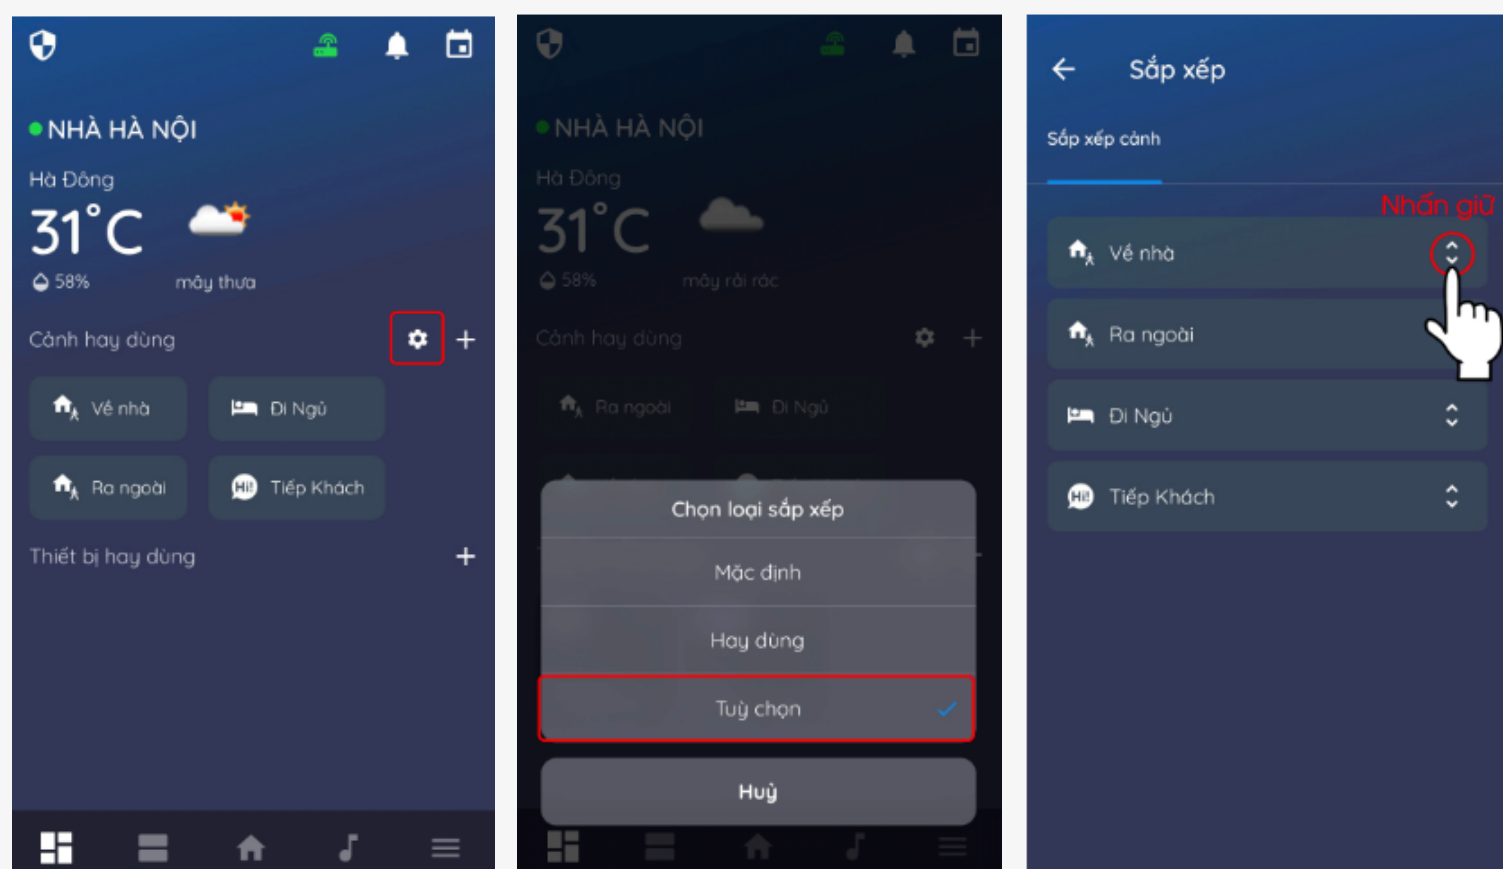 NHÀ HÀ NỘI
Hà Đông
31°C
58% mây thưa
Cảnh hay dùng
Về nhà Đi Ngủ
Ra ngoài Hi! Tiếp Khách
Thiết bị hay dùng
NHÀ HÀ NỘI
Hà Đông
31°C
58% mây rải rác
Cảnh hay dùng
Ra ngoài Đi Ngủ
Chọn loại sắp xếp
Mặc định
Hay dùng
Tuỳ chọn
Huỷ
Sắp xếp
Sắp xếp cảnh
Nhấn giữ
Về nhà
Ra ngoài
Đi Ngủ
Hi! Tiếp Khách